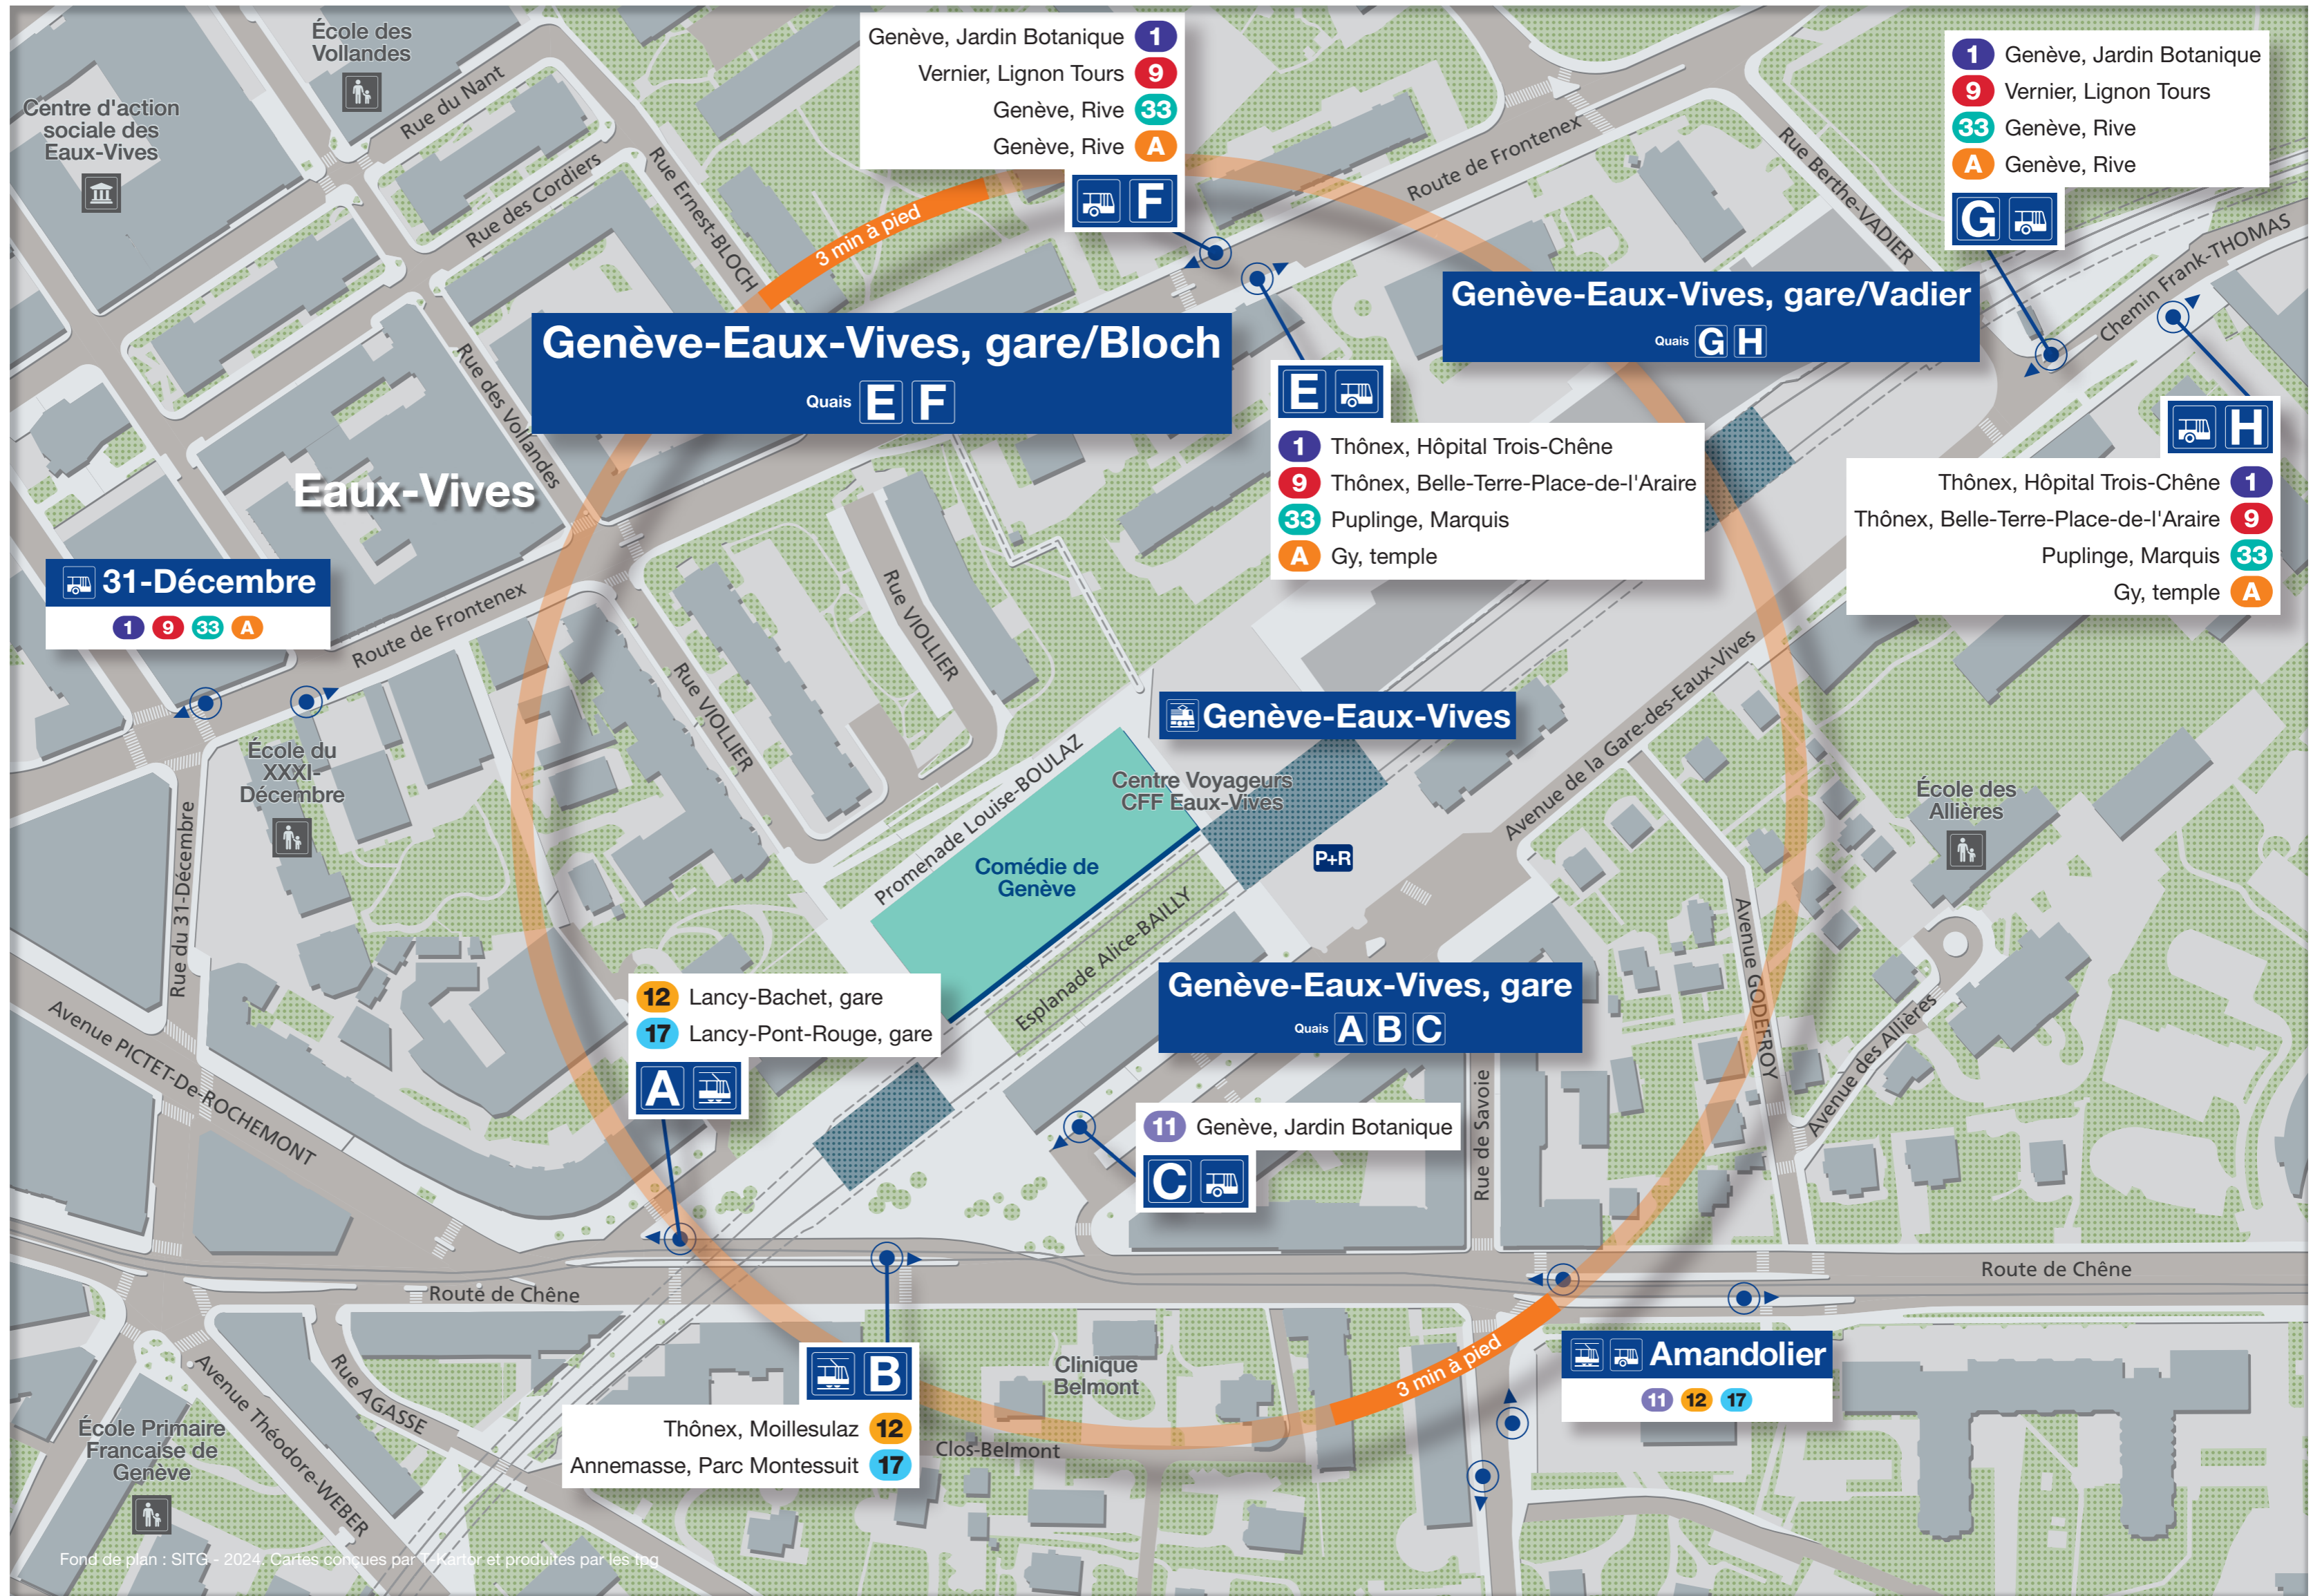 École des
Vollandes
Centre d'action
sociale des
Eaux-Vives
Rue du Nant
Rue des Cordiers
Rue Ernest-BLOCH
3 min à pied
Genève, Jardin Botanique 1
Vernier, Lignon Tours 9
Genève, Rive 33
Genève, Rive A
F
Route de Frontenex
Rue Berthe-VADIER
1 Genève, Jardin Botanique
9 Vernier, Lignon Tours
33 Genève, Rive
A Genève, Rive
G
Chemin Frank-THOMAS
Genève-Eaux-Vives, gare/Bloch
Quais E F
Genève-Eaux-Vives, gare/Vadier
Quais G H
E
1 Thônex, Hôpital Trois-Chêne
9 Thônex, Belle-Terre-Place-de-l'Araire
33 Puplinge, Marquis
A Gy, temple
H
Thônex, Hôpital Trois-Chêne 1
Thônex, Belle-Terre-Place-de-l'Araire 9
Puplinge, Marquis 33
Gy, temple A
Rue des Vollandes
Eaux-Vives
31-Décembre
1 9 33 A
Route de Frontenex
Rue VIOLLIER
Rue VIOLLIER
École du
XXXI-
Décembre
Rue du 31-Décembre
Genève-Eaux-Vives
Centre Voyageurs
CFF Eaux-Vives
P+R
Promenade Louise-BOULAZ
Comédie de
Genève
Esplanade Alice-BAILLY
Avenue de la Gare-des-Eaux-Vives
École des
Allières
Avenue GODEFROY
Avenue des Allières
Genève-Eaux-Vives, gare
Quais A B C
12 Lancy-Bachet, gare
17 Lancy-Pont-Rouge, gare
A
Avenue PICTET-De-ROCHEMONT
11 Genève, Jardin Botanique
C
Rue de Savoie
Route de Chêne
Route de Chêne
B
Thônex, Moillesulaz 12
Annemasse, Parc Montessuit 17
Clinique
Belmont
Clos-Belmont
3 min à pied
Amandolier
11 12 17
Rue AGASSE
Avenue Théodore-WEBER
École Primaire
Francaise de
Genève
Fond de plan : SITG - 2024. Cartes conçues par T-Kartor et produites par les tpg